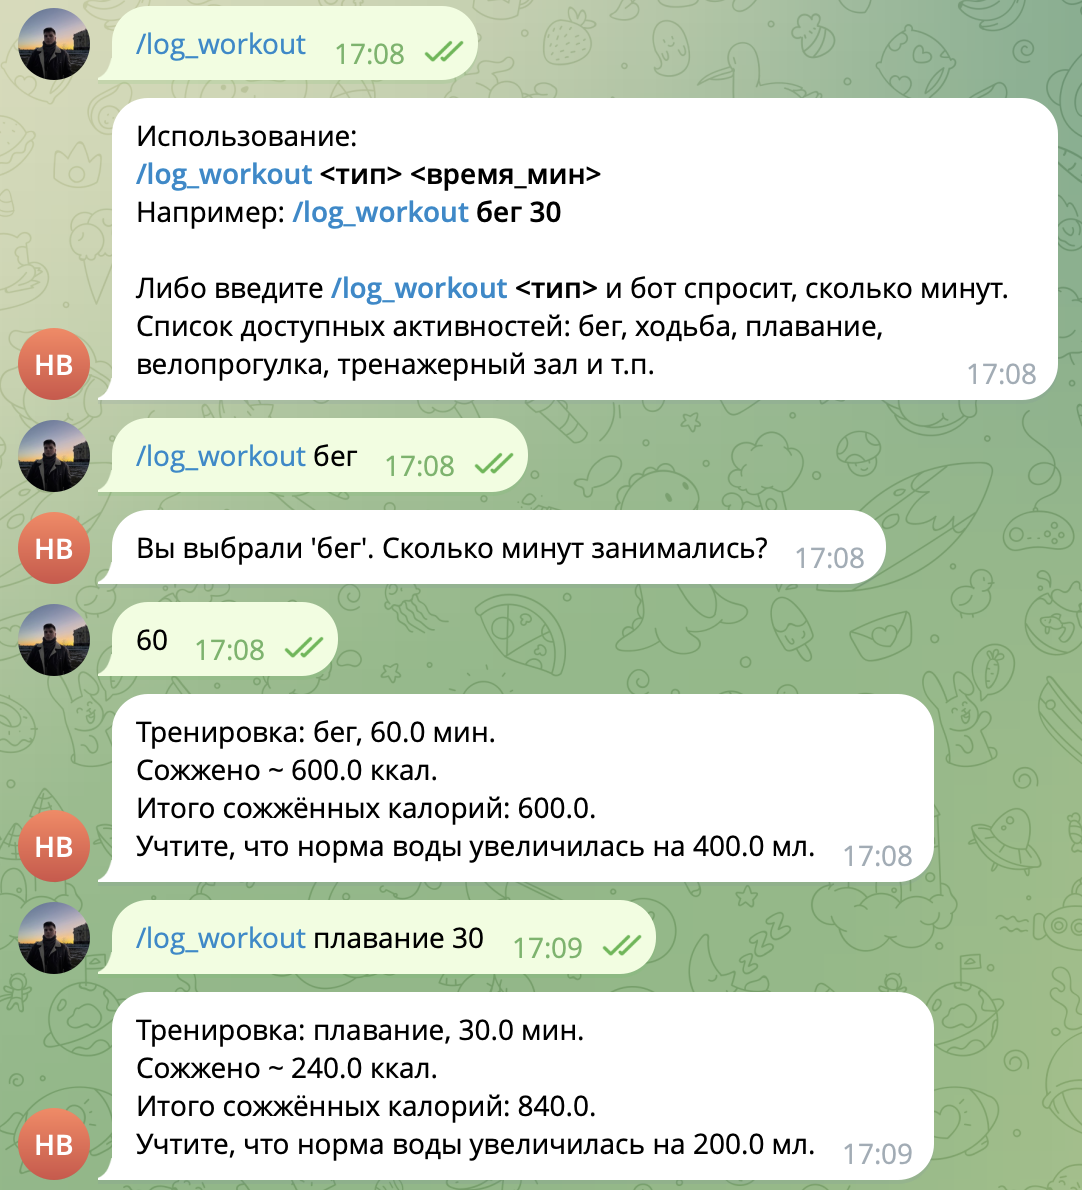 /log_workout 17:08
Использование:
/log_workout <тип> <время_мин>
Например: /log_workout бег 30
Либо введите /log_workout <тип> и бот спросит, сколько минут.
Список доступных активностей: бег, ходьба, плавание,
велопрогулка, тренажерный зал и т.п.
НВ
17:08
/log_workout бег 17:08
НВ
Вы выбрали 'бег'. Сколько минут занимались? 17:08
60 17:08
Тренировка: бег, 60.0 мин.
Сожжено ~ 600.0 ккал.
Итого сожжённых калорий: 600.0.
Учтите, что норма воды увеличилась на 400.0 мл.
НВ
17:08
/log_workout плавание 30 17:09
Тренировка: плавание, 30.0 мин.
Сожжено ~ 240.0 ккал.
Итого сожжённых калорий: 840.0.
Учтите, что норма воды увеличилась на 200.0 мл.
НВ
17:09